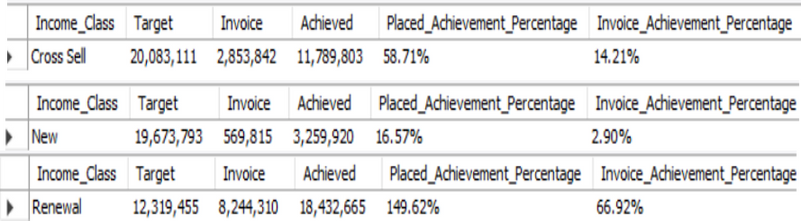 Income_Class Target Invoice Achieved Placed_Achievement_Percentage Invoice_Achievement_Percentage
Cross Sell 20,083,111 2,853,842 11,789,803 58.71% 14.21%
Income_Class Target Invoice Achieved Placed_Achievement_Percentage Invoice_Achievement_Percentage
New 19,673,793 569,815 3,259,920 16.57% 2.90%
Income_Class Target Invoice Achieved Placed_Achievement_Percentage Invoice_Achievement_Percentage
Renewal 12,319,455 8,244,310 18,432,665 149.62% 66.92%